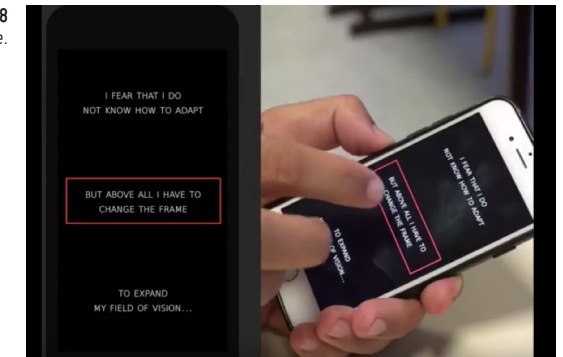 8
e.
I FEAR THAT I DO
NOT KNOW HOW TO ADAPT
BUT ABOVE ALL I HAVE TO
CHANGE THE FRAME
TO EXPAND
MY FIELD OF VISION...
I FEAR THAT I DO
NOT KNOW HOW TO ADAPT
BUT ABOVE ALL I HAVE TO
CHANGE THE FRAME
TO EXPAND
OF VISION...